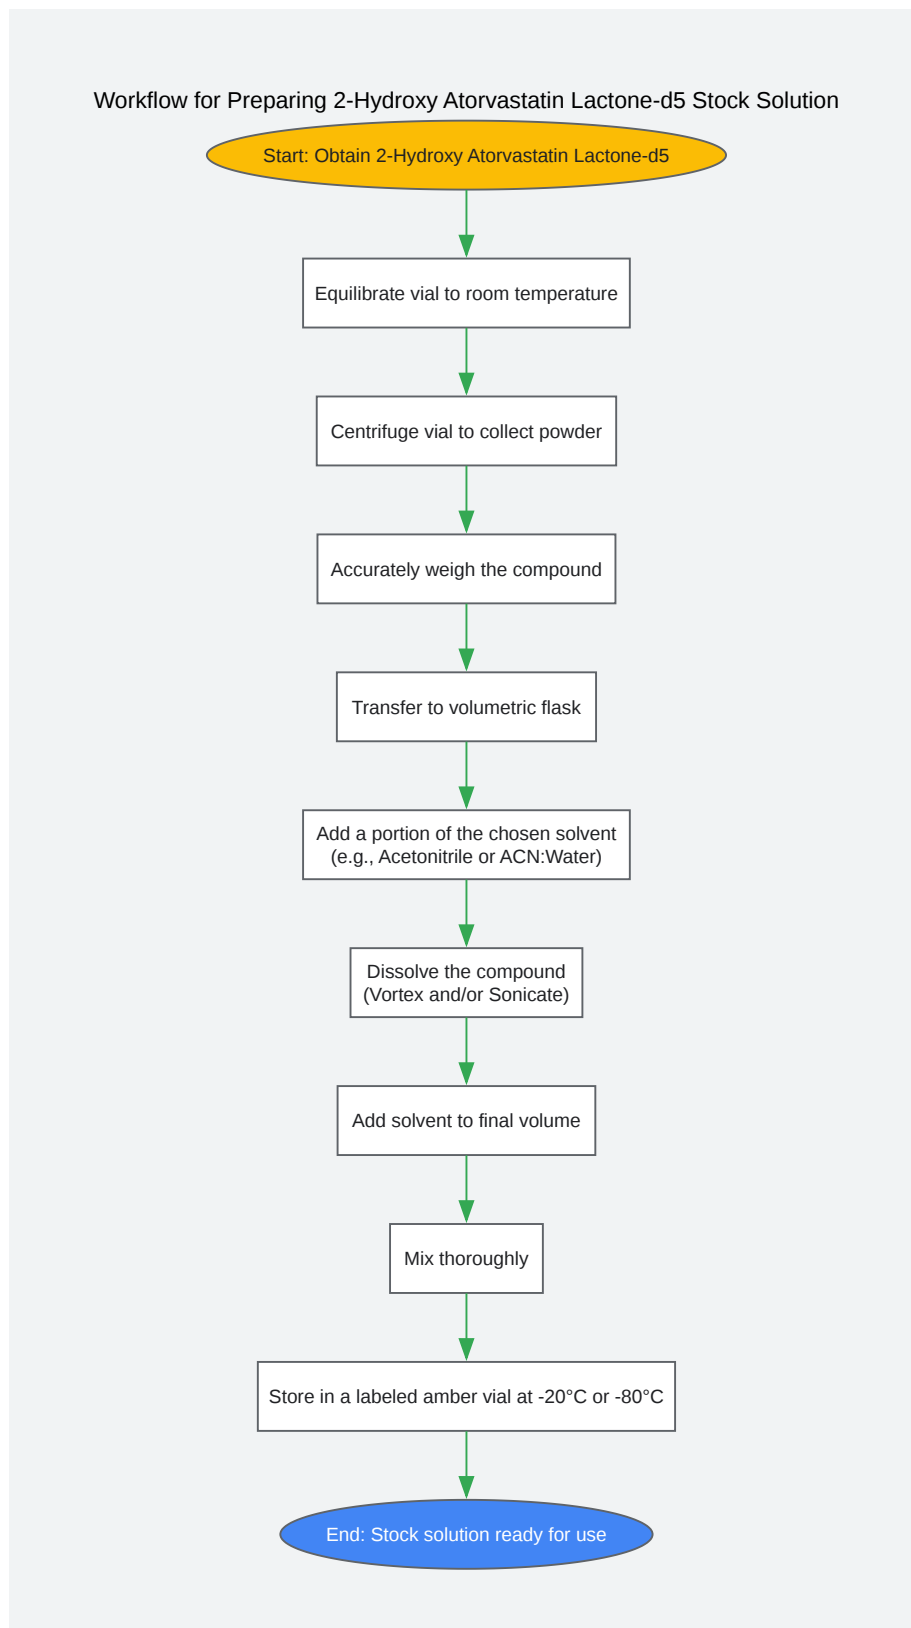 Workflow for Preparing 2-Hydroxy Atorvastatin Lactone-d5 Stock Solution
Start: Obtain 2-Hydroxy Atorvastatin Lactone-d5
Equilibrate vial to room temperature
Centrifuge vial to collect powder
Accurately weigh the compound
Transfer to volumetric flask
Add a portion of the chosen solvent
(e.g., Acetonitrile or ACN:Water)
Dissolve the compound
(Vortex and/or Sonicate)
Add solvent to final volume
Mix thoroughly
Store in a labeled amber vial at -20°C or -80°C
End: Stock solution ready for use